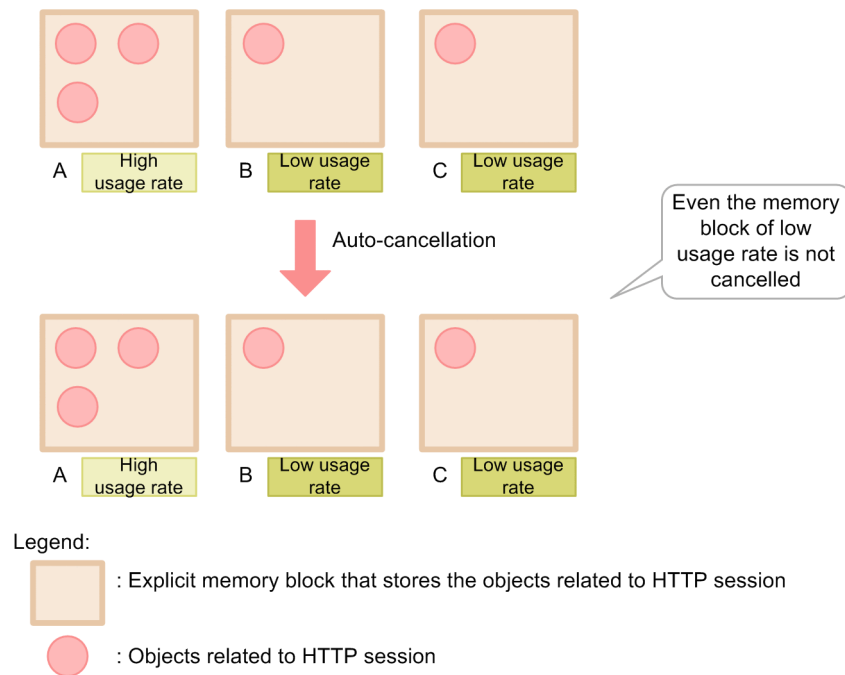 A
High
usage rate
B
Low usage
rate
C
Low usage
rate
Auto-cancellation
Even the memory
block of low
usage rate is not
cancelled
A
High
usage rate
B
Low usage
rate
C
Low usage
rate
Legend:
: Explicit memory block that stores the objects related to HTTP session
: Objects related to HTTP session